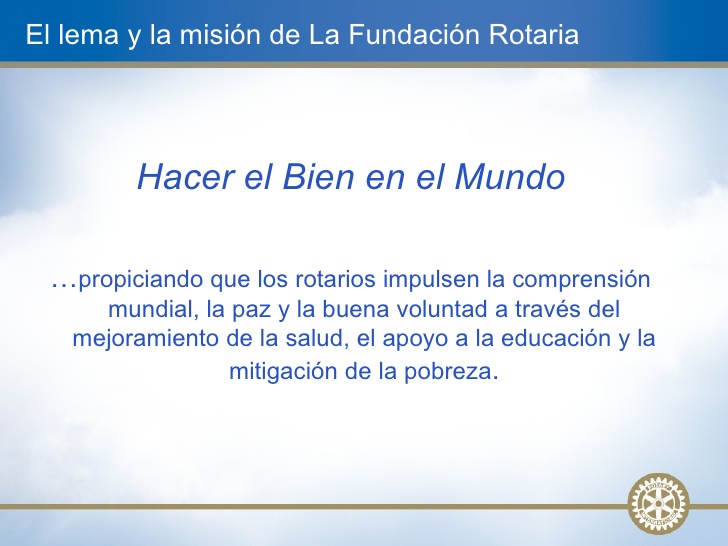 El lema y la misión de La Fundación Rotaria
Hacer el Bien en el Mundo
…propiciando que los rotarios impulsen la comprensión
mundial, la paz y la buena voluntad a través del
mejoramiento de la salud, el apoyo a la educación y la
mitigación de la pobreza.